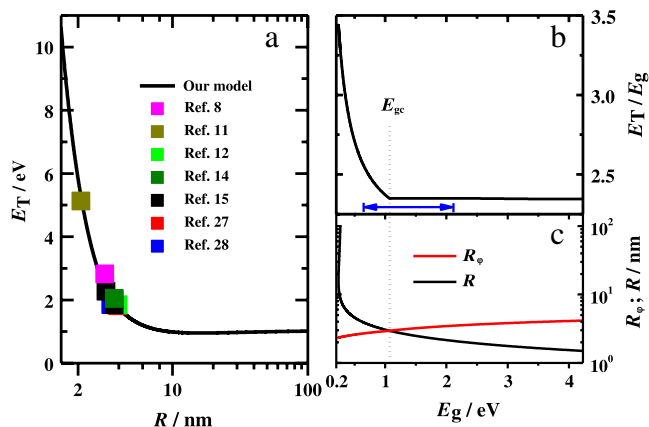 a
E_T / eV
10
8
6
4
2
0
Our model
Ref. 8
Ref. 11
Ref. 12
Ref. 14
Ref. 15
Ref. 27
Ref. 28
2
10
100
R / nm
b
E_gc
3.5
3.0
2.5
E_T / E_g
c
R_φ
R
10^2
10^1
10^0
R_φ ; R / nm
0.2
1
2
3
4
E_g / eV